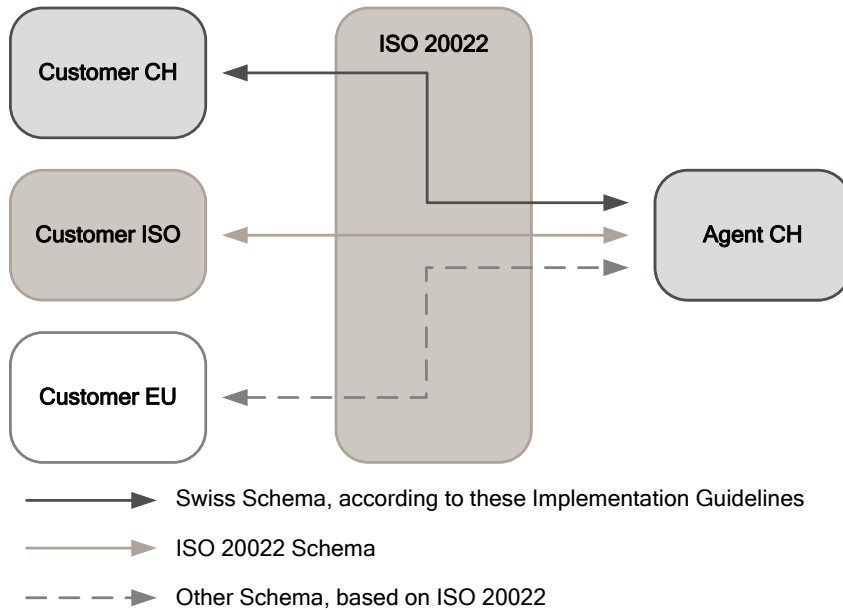 ISO 20022
Customer CH
Customer ISO
Agent CH
Customer EU
Swiss Schema, according to these Implementation Guidelines
ISO 20022 Schema
Other Schema, based on ISO 20022